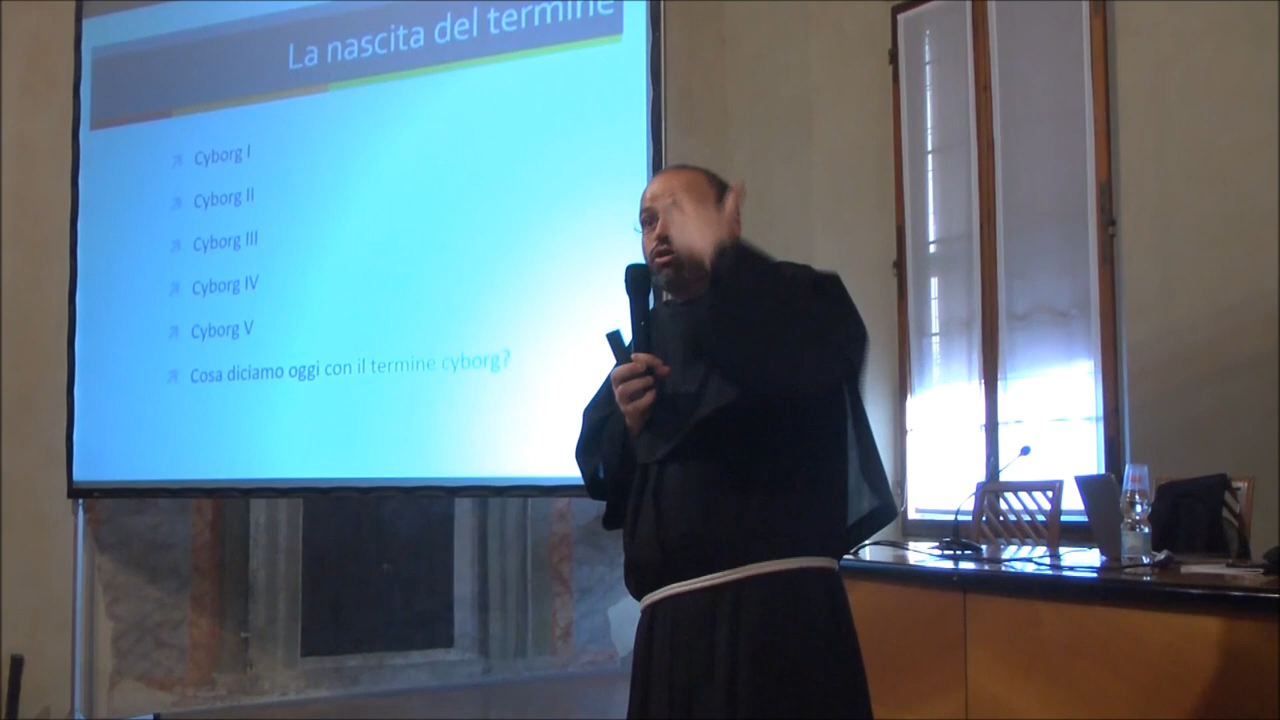 La nascita del termine
Cyborg I
Cyborg II
Cyborg III
Cyborg IV
Cyborg V
Cosa diciamo oggi con il termine cyborg?